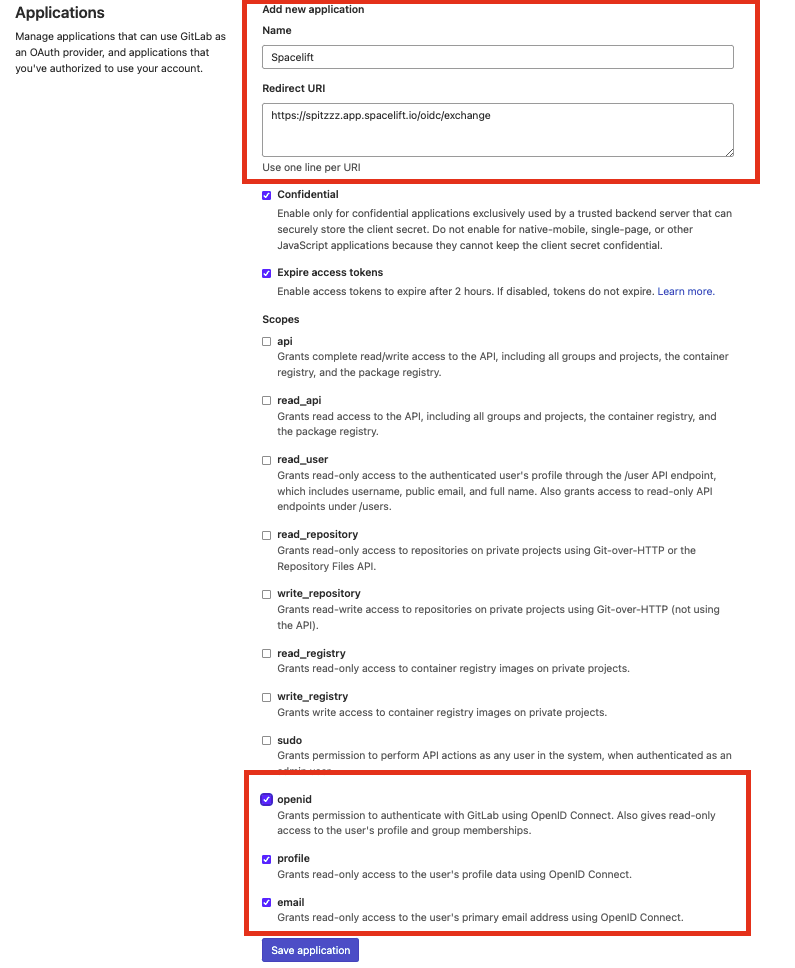 Applications
Manage applications that can use GitLab as
an OAuth provider, and applications that
you've authorized to use your account.
Add new application
Name
Spacelift
Redirect URI
https://spitzzz.app.spacelift.io/oidc/exchange
Use one line per URI
Confidential
Enable only for confidential applications exclusively used by a trusted backend server that can
securely store the client secret. Do not enable for native-mobile, single-page, or other
JavaScript applications because they cannot keep the client secret confidential.
Expire access tokens
Enable access tokens to expire after 2 hours. If disabled, tokens do not expire. Learn more.
Scopes
api
Grants complete read/write access to the API, including all groups and projects, the container
registry, and the package registry.
read_api
Grants read access to the API, including all groups and projects, the container registry, and
the package registry.
read_user
Grants read-only access to the authenticated user's profile through the /user API endpoint,
which includes username, public email, and full name. Also grants access to read-only API
endpoints under /users.
read_repository
Grants read-only access to repositories on private projects using Git-over-HTTP or the
Repository Files API.
write_repository
Grants read-write access to repositories on private projects using Git-over-HTTP (not using
the API).
read_registry
Grants read-only access to container registry images on private projects.
write_registry
Grants write access to container registry images on private projects.
sudo
Grants permission to perform API actions as any user in the system, when authenticated as an
openid
Grants permission to authenticate with GitLab using OpenID Connect. Also gives read-only
access to the user's profile and group memberships.
profile
Grants read-only access to the user's profile data using OpenID Connect.
email
Grants read-only access to the user's primary email address using OpenID Connect.
Save application